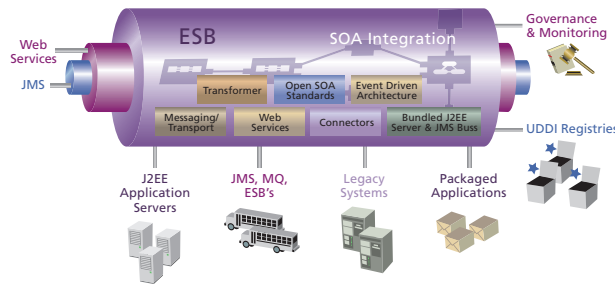 ESB
SOA Integration
Governance
& Monitoring
Web
Services
JMS
Transformer
Open SOA
Standards
Event Driven
Architecture
Messaging/
Transport
Web
Services
Connectors
Bundled J2EE
Server & JMS Buss
UDDI Registries
J2EE
Application
Servers
JMS, MQ,
ESB's
Legacy
Systems
Packaged
Applications